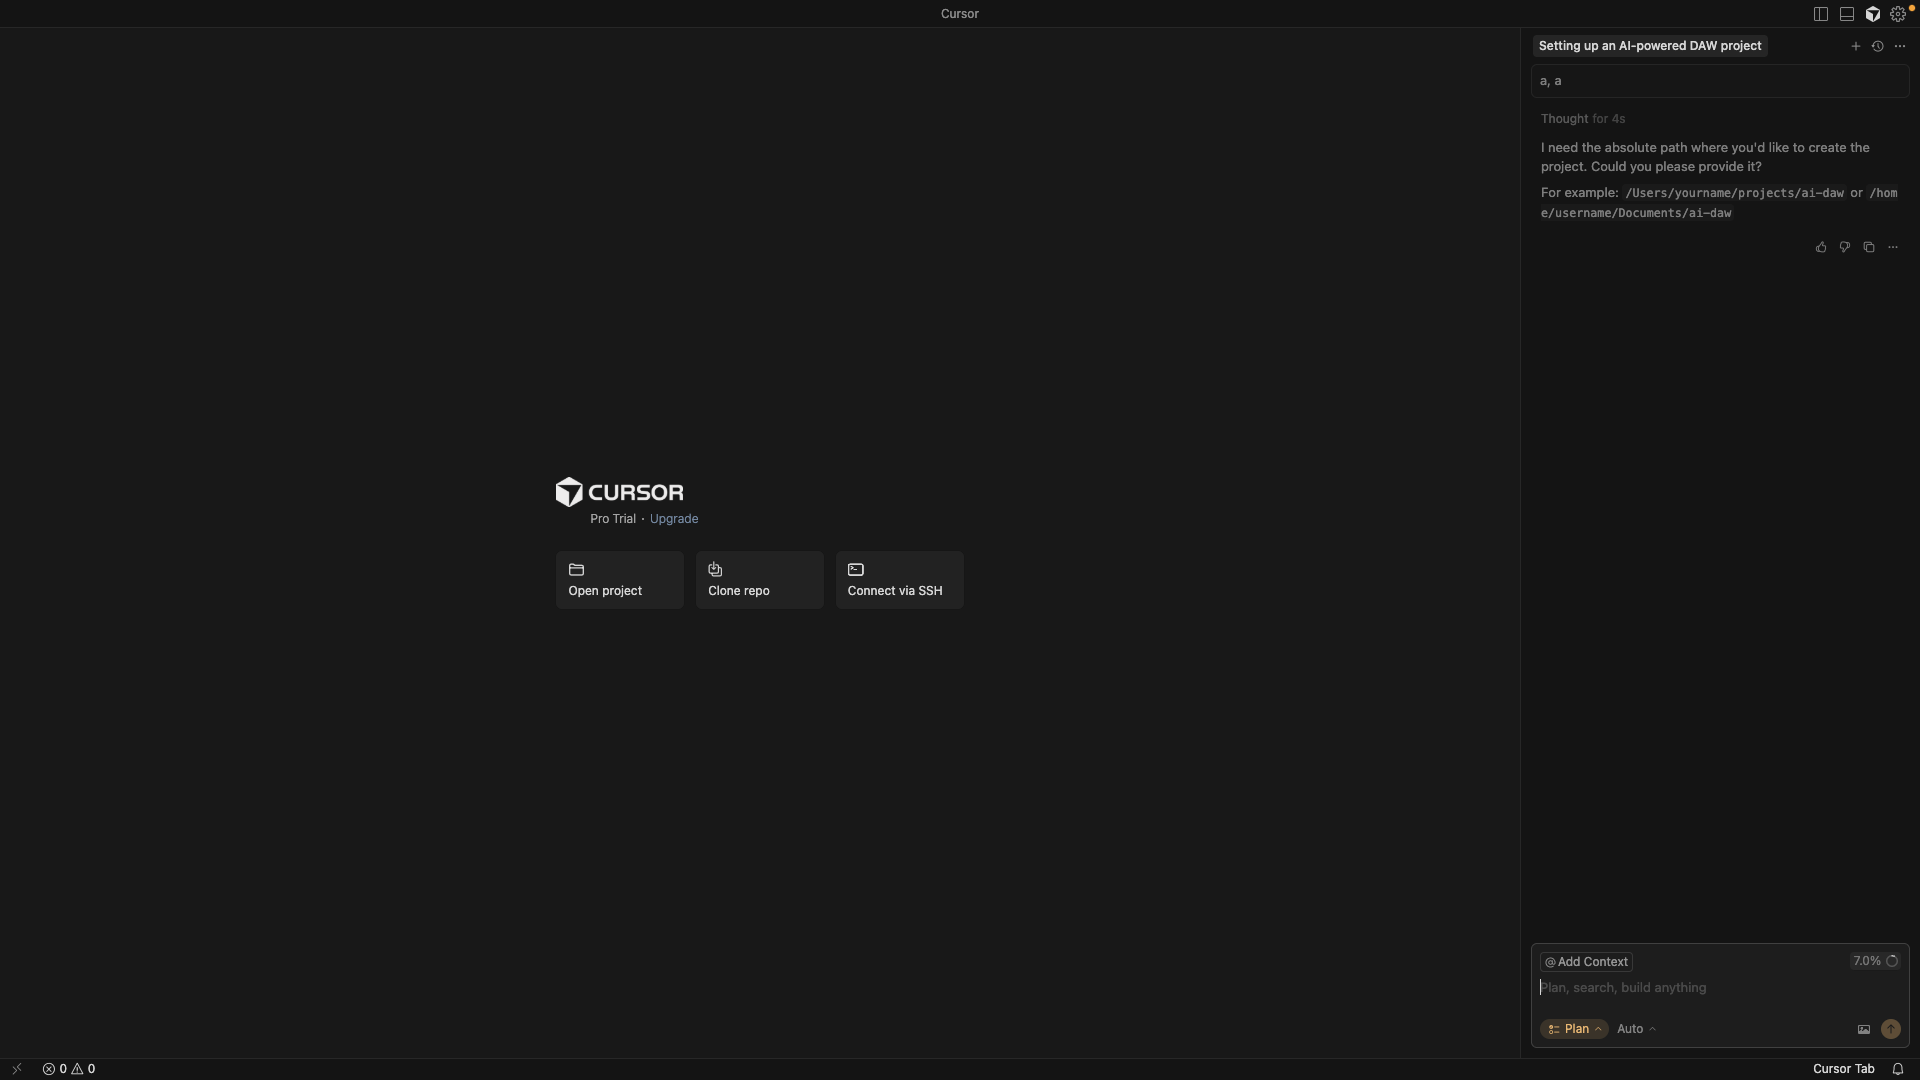 Cursor
Setting up an AI-powered DAW project
a, a
Thought for 4s
I need the absolute path where you'd like to create the
project. Could you please provide it?
For example: /Users/yourname/projects/ai-daw or /hom
e/username/Documents/ai-daw
CURSOR
Pro Trial · Upgrade
Open project
Clone repo
Connect via SSH
@ Add Context
7.0%
Plan, search, build anything
Plan
Auto
0
0
Cursor Tab